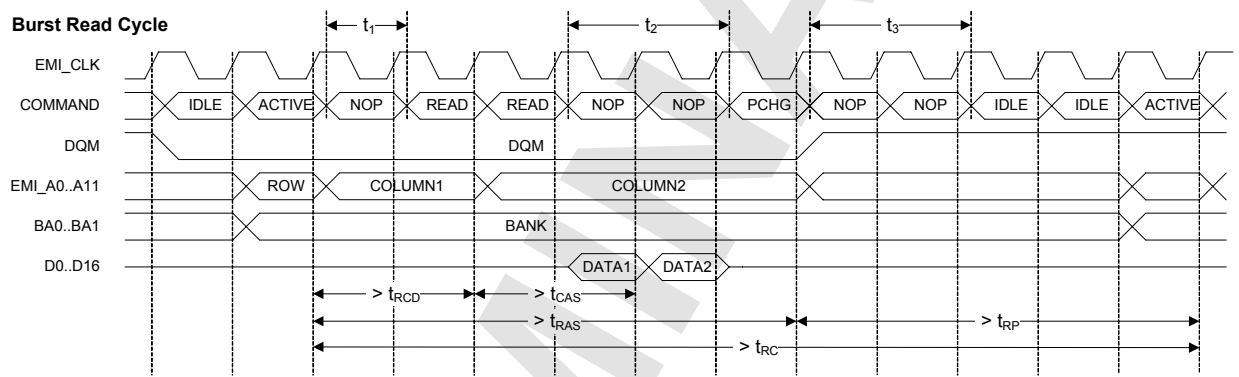 Burst Read Cycle
t1 t2 t3
EMI_CLK
COMMAND IDLE ACTIVE NOP READ READ NOP NOP PCHG NOP NOP IDLE IDLE ACTIVE
DQM DQM
EMI_A0..A11 ROW COLUMN1 COLUMN2
BA0..BA1 BANK
D0..D16 DATA1 DATA2
> tRCD > tCAS
> tRAS > tRP
> tRC